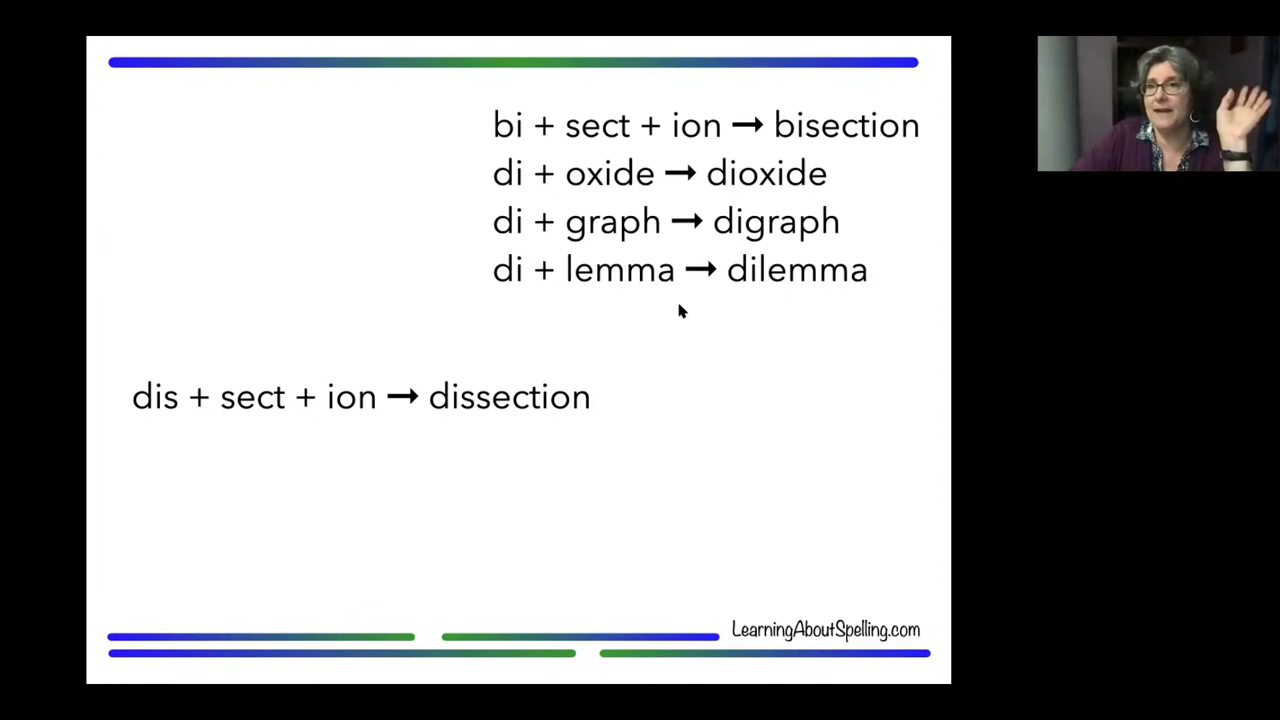 bi + sect + ion → bisection
di + oxide → dioxide
di + graph → digraph
di + lemma → dilemma
dis + sect + ion → dissection
LearningAboutSpelling.com